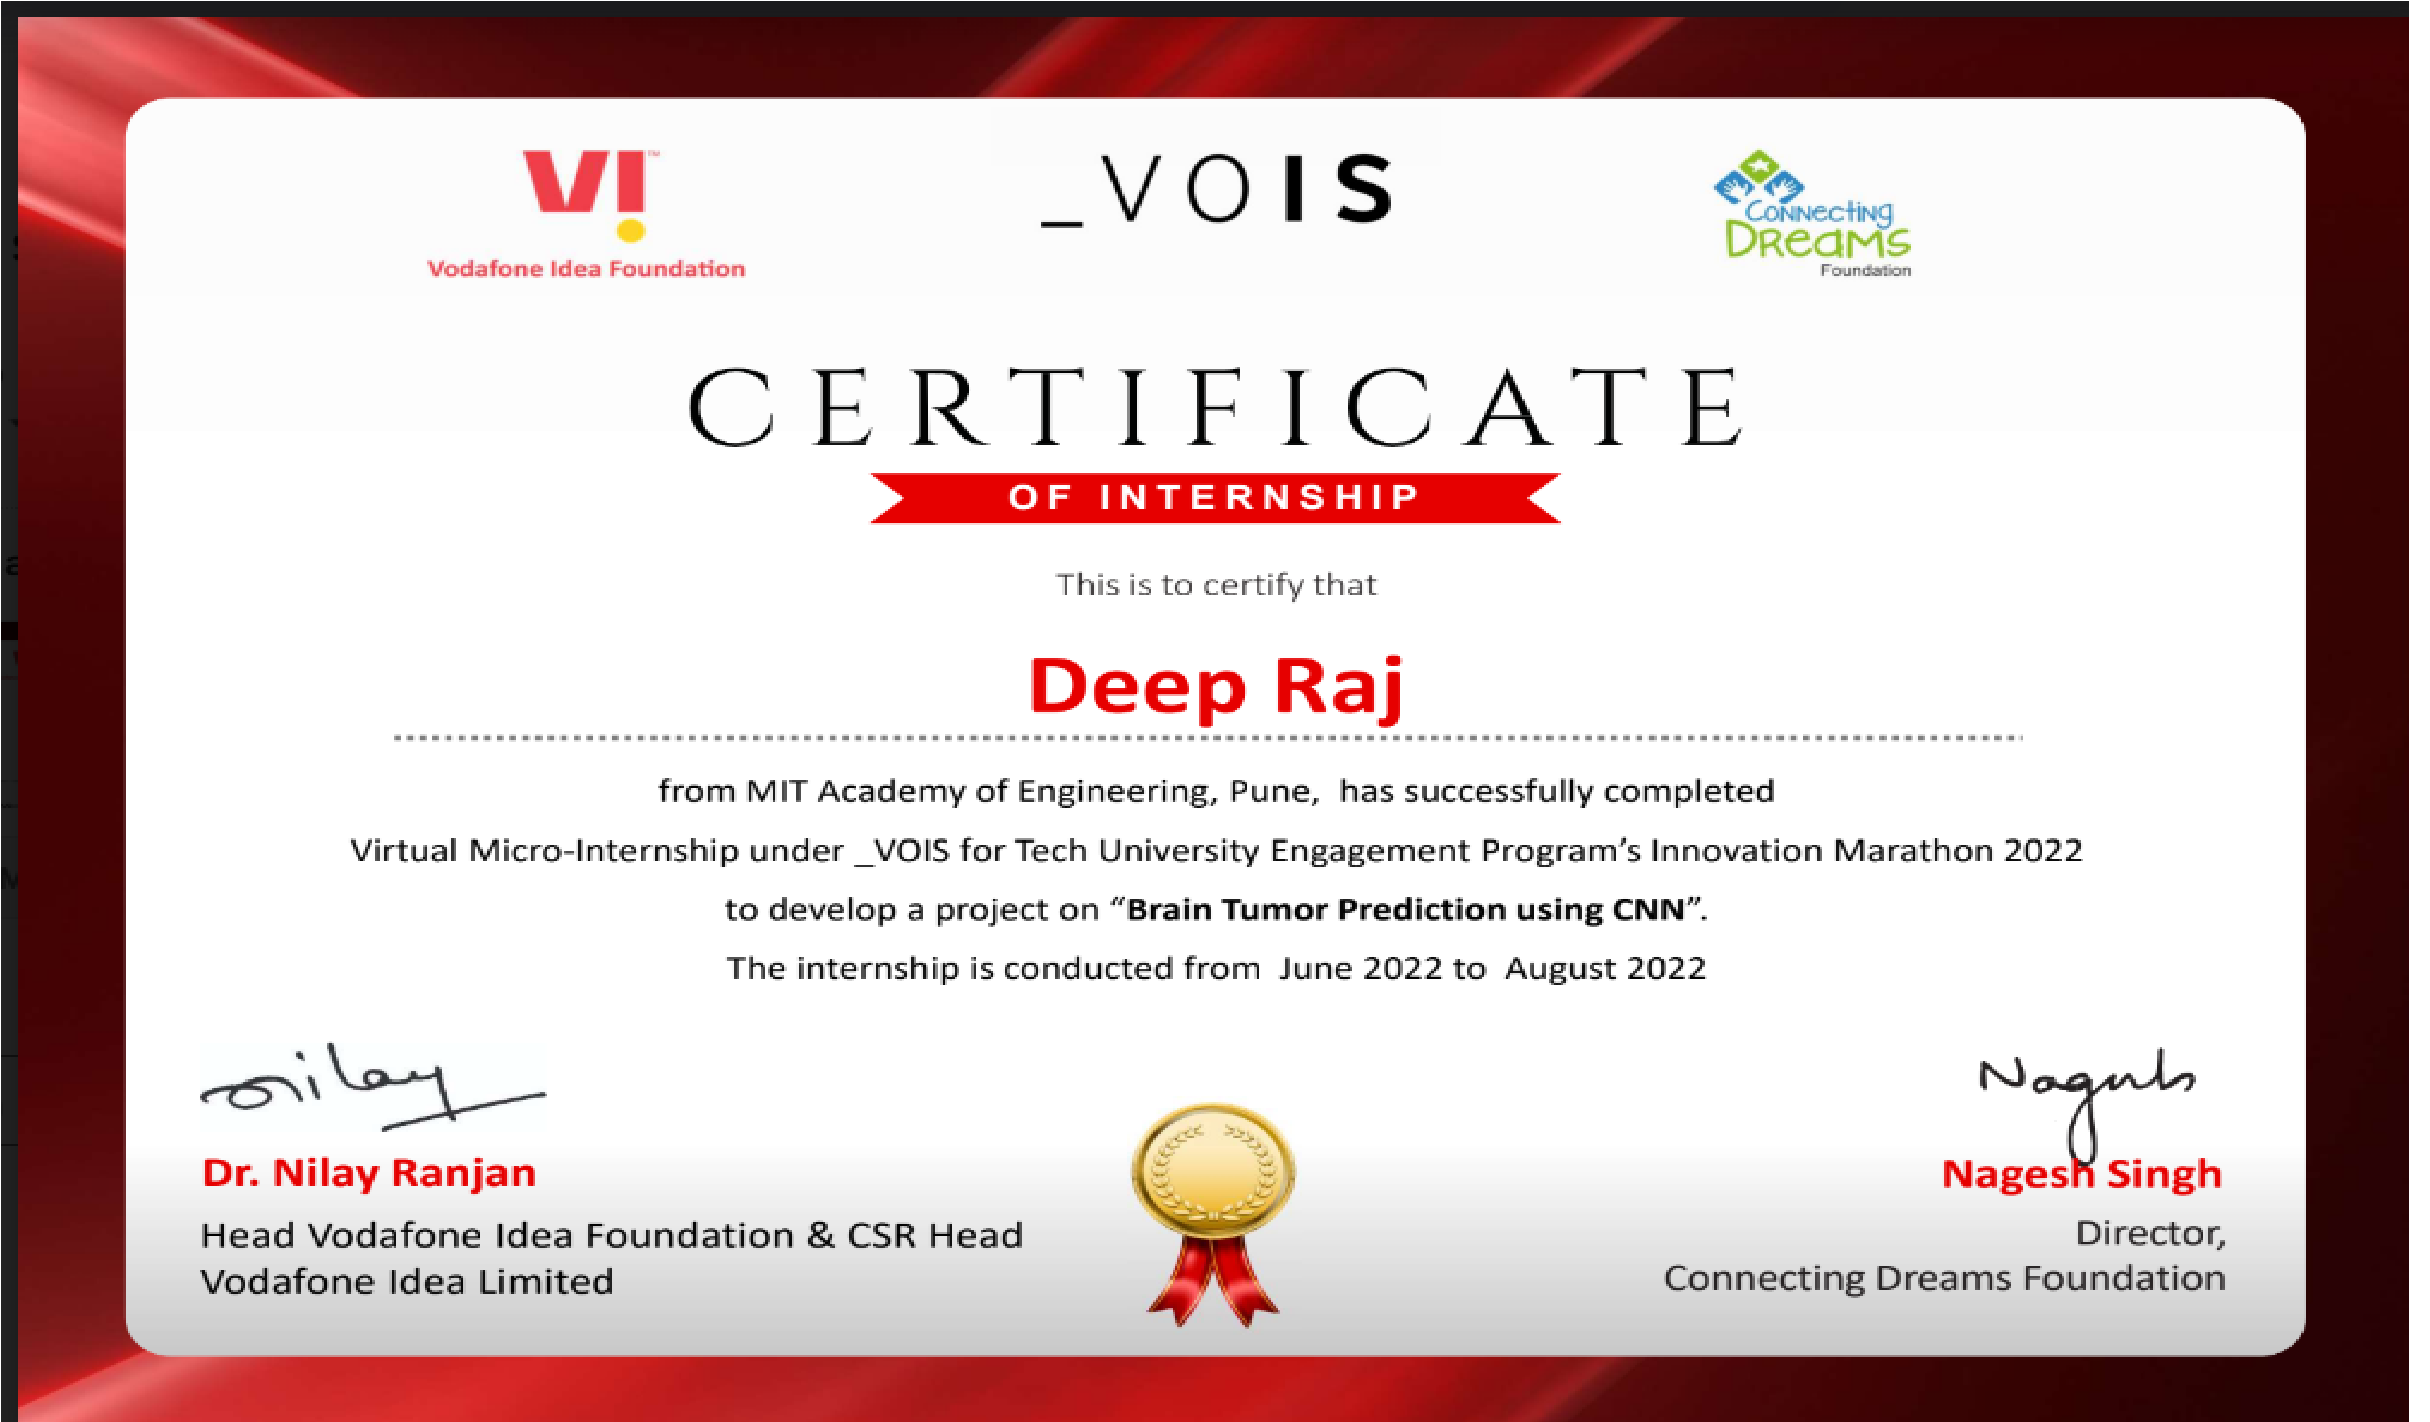 VI™
Vodafone Idea Foundation
_VOIS
Connecting
Dreams
Foundation
CERTIFICATE
OF INTERNSHIP
This is to certify that
Deep Raj
from MIT Academy of Engineering, Pune, has successfully completed
Virtual Micro-Internship under _VOIS for Tech University Engagement Program’s Innovation Marathon 2022
to develop a project on “Brain Tumor Prediction using CNN”.
The internship is conducted from June 2022 to August 2022
nilay
Nagesh
Dr. Nilay Ranjan
Head Vodafone Idea Foundation & CSR Head
Vodafone Idea Limited
Nagesh Singh
Director,
Connecting Dreams Foundation